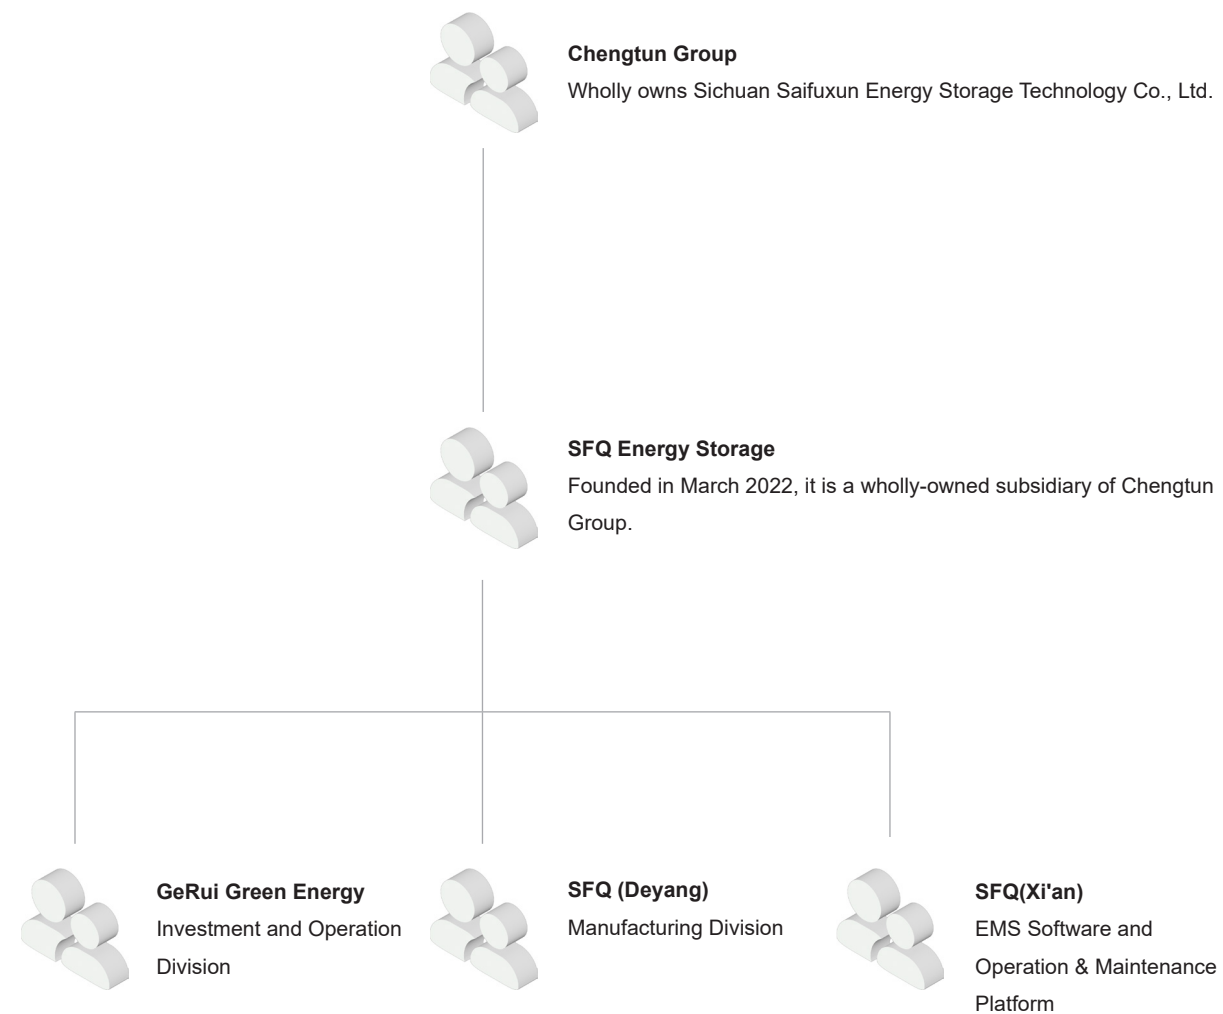 Chengtun Group
Wholly owns Sichuan Saifuxun Energy Storage Technology Co., Ltd.
SFQ Energy Storage
Founded in March 2022, it is a wholly-owned subsidiary of Chengtun
Group.
GeRui Green Energy
Investment and Operation
Division
SFQ (Deyang)
Manufacturing Division
SFQ(Xi'an)
EMS Software and
Operation & Maintenance
Platform